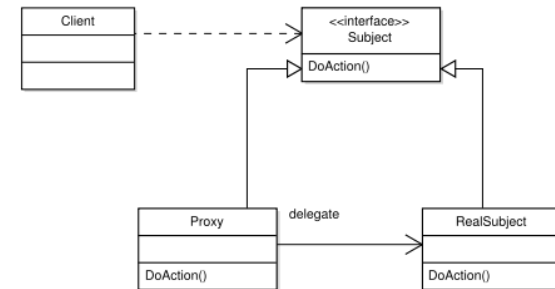 Client
<<interface>>
Subject
DoAction()
Proxy
delegate
RealSubject
DoAction()
DoAction()